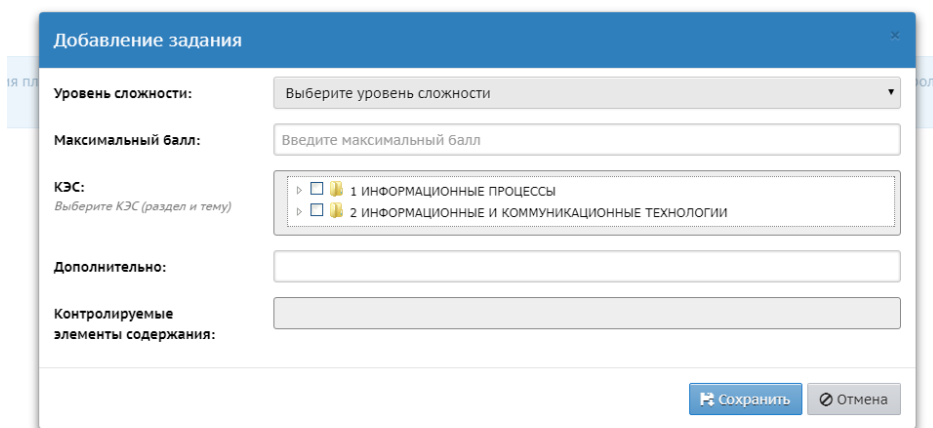 Добавление задания
×
Уровень сложности:
Выберите уровень сложности
Максимальный балл:
Введите максимальный балл
КЭС:
Выберите КЭС (раздел и тему)
1 ИНФОРМАЦИОННЫЕ ПРОЦЕССЫ
2 ИНФОРМАЦИОННЫЕ И КОММУНИКАЦИОННЫЕ ТЕХНОЛОГИИ
Дополнительно:
Контролируемые
элементы содержания:
Сохранить
Отмена